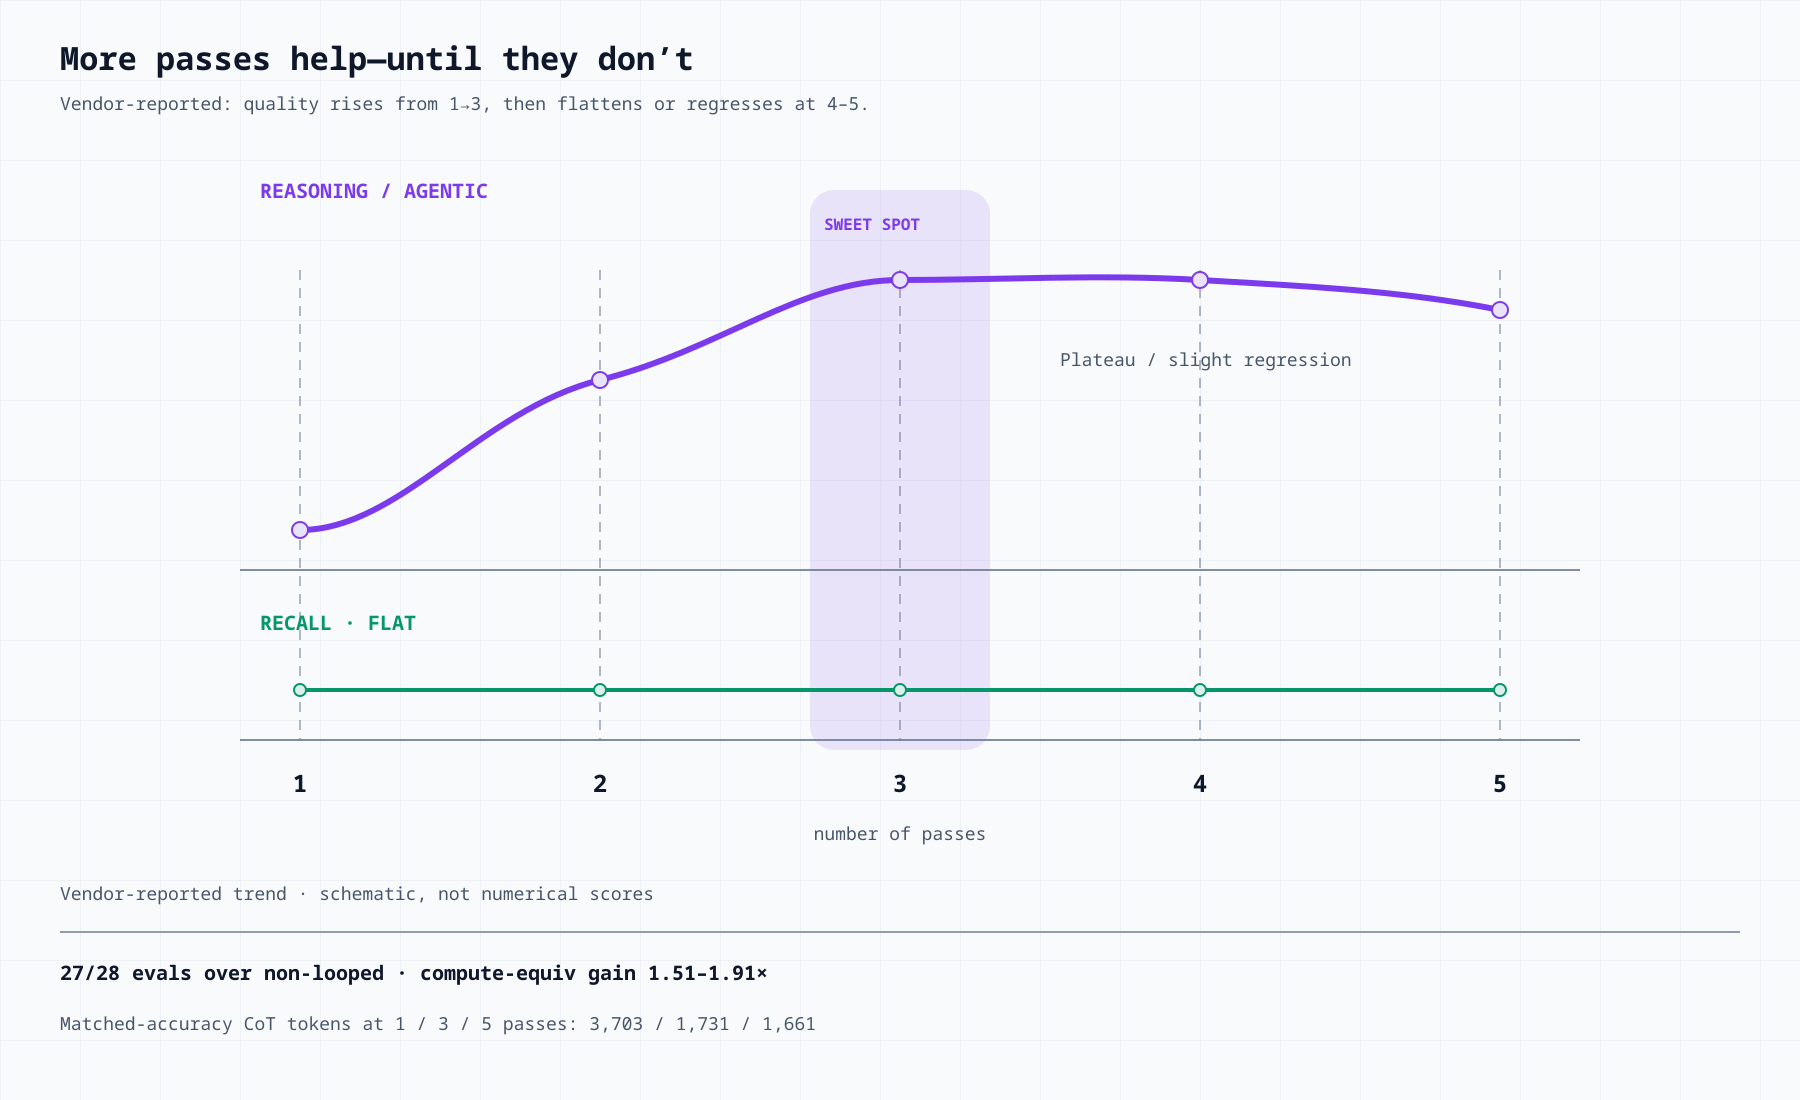 More passes help—until they don’t
Vendor-reported: quality rises from 1→3, then flattens or regresses at 4–5.
REASONING / AGENTIC
SWEET SPOT
Plateau / slight regression
RECALL · FLAT
1 2 3 4 5
number of passes
Vendor-reported trend · schematic, not numerical scores
27/28 evals over non-looped · compute-equiv gain 1.51–1.91×
Matched-accuracy CoT tokens at 1 / 3 / 5 passes: 3,703 / 1,731 / 1,661